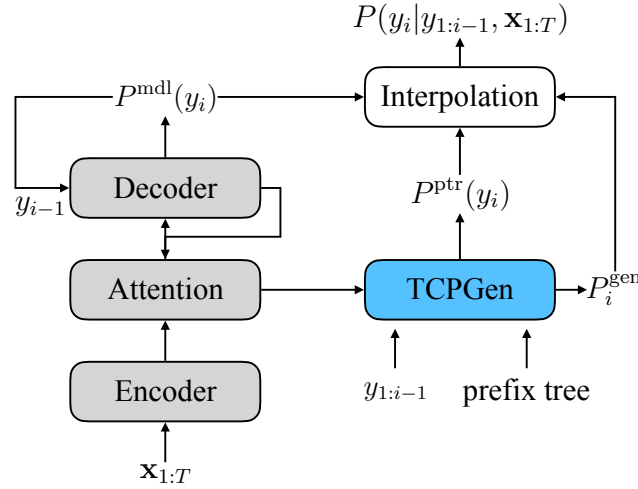 P(y_i|y_{1:i-1}, x_{1:T})
P^{mdl}(y_i)
Interpolation
Decoder
y_{i-1}
P^{ptr}(y_i)
Attention
TCPGen
P_i^{gen}
Encoder
y_{1:i-1}
prefix tree
x_{1:T}